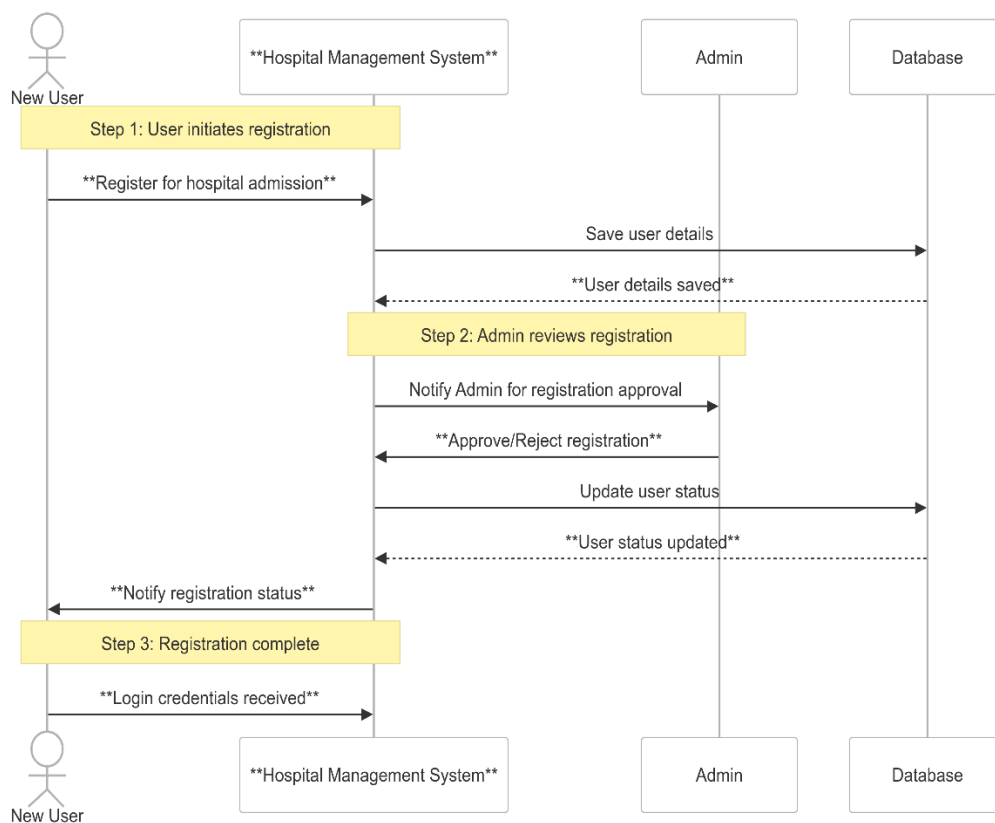 **Hospital Management System**
Admin
Database
New User
Step 1: User initiates registration
**Register for hospital admission**
Save user details
**User details saved**
Step 2: Admin reviews registration
Notify Admin for registration approval
**Approve/Reject registration**
Update user status
**User status updated**
**Notify registration status**
Step 3: Registration complete
**Login credentials received**
**Hospital Management System**
Admin
Database
New User